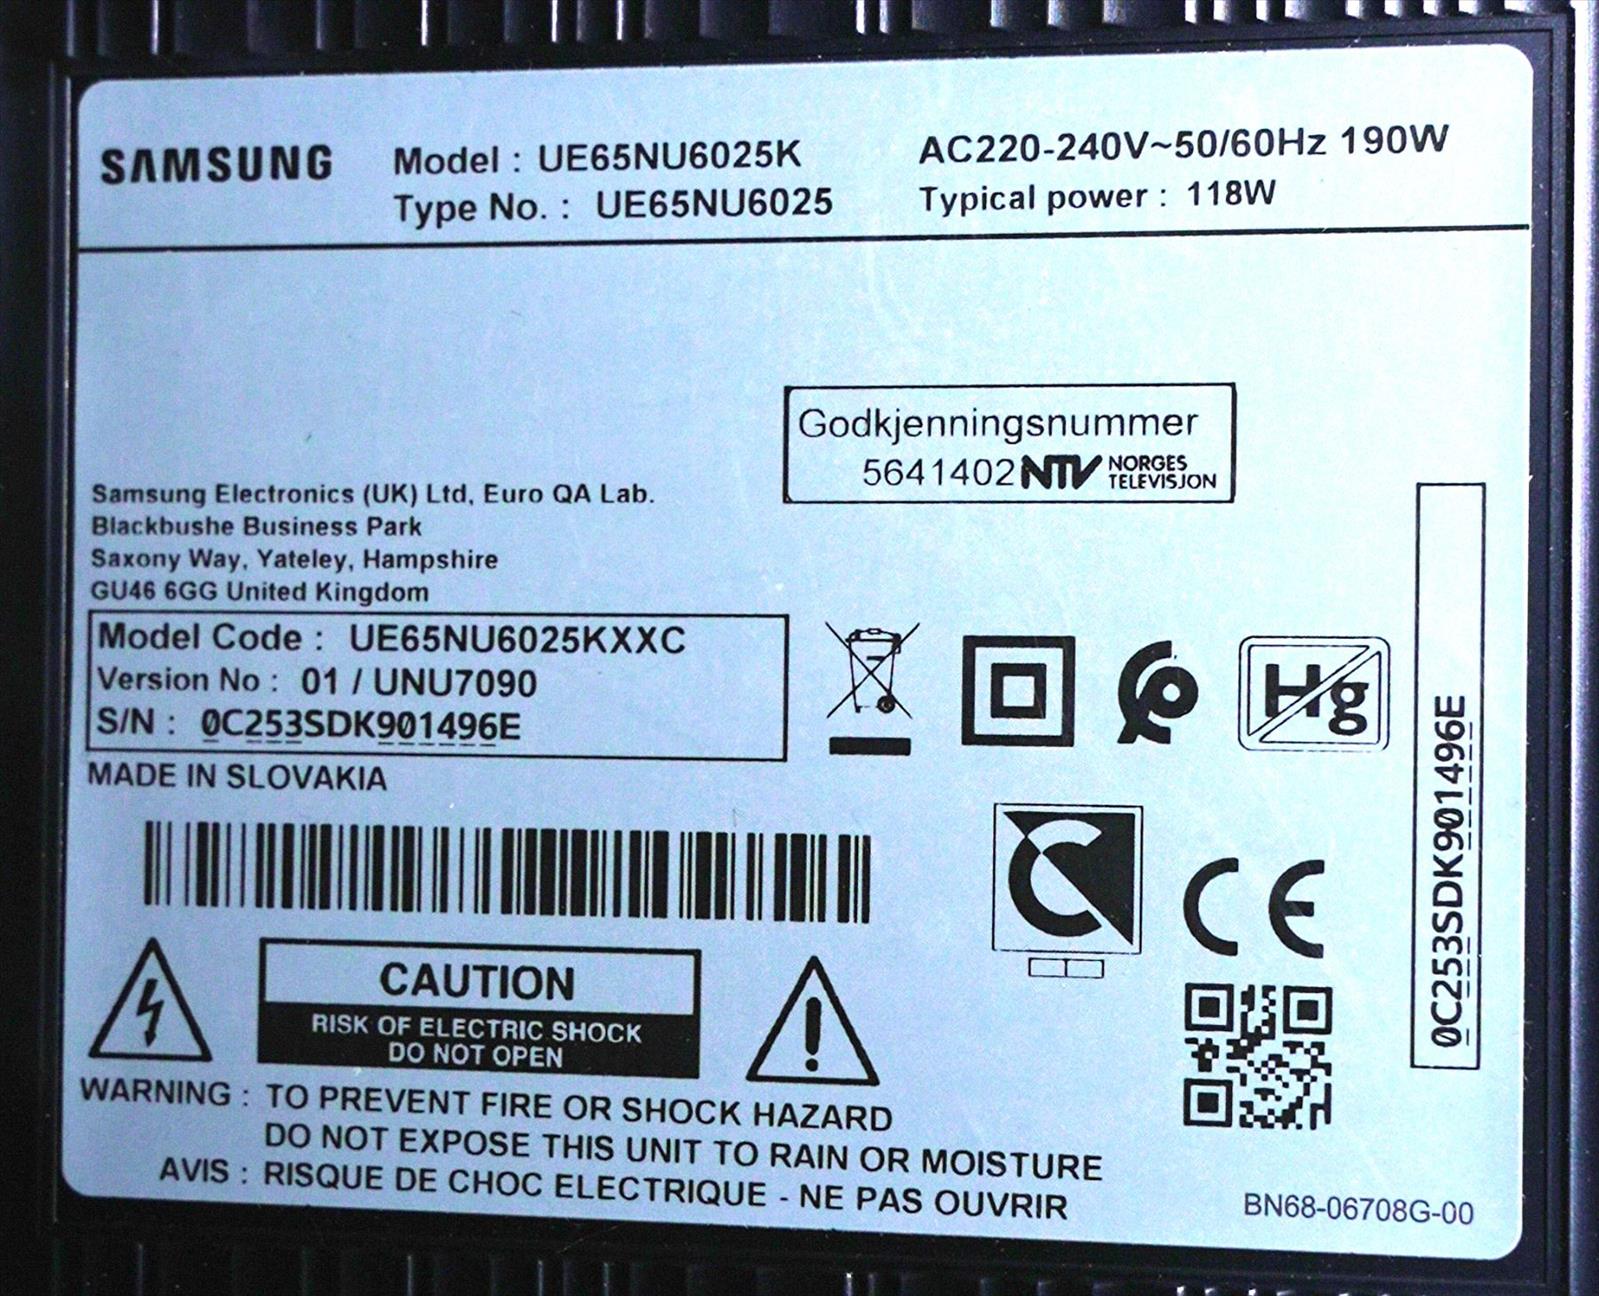 SAMSUNG
Model : UE65NU6025K
Type No. : UE65NU6025
AC220-240V~50/60Hz 190W
Typical power : 118W
Godkjenningsnummer
5641402 NTV NORGES TELEVISJON
Samsung Electronics (UK) Ltd, Euro QA Lab.
Blackbushe Business Park
Saxony Way, Yateley, Hampshire
GU46 6GG United Kingdom
Model Code : UE65NU6025KXXC
Version No : 01 / UNU7090
S/N : 0C253SDK901496E
MADE IN SLOVAKIA
Hg
CE
0C253SDK901496E
CAUTION
RISK OF ELECTRIC SHOCK
DO NOT OPEN
WARNING : TO PREVENT FIRE OR SHOCK HAZARD
DO NOT EXPOSE THIS UNIT TO RAIN OR MOISTURE
AVIS : RISQUE DE CHOC ELECTRIQUE - NE PAS OUVRIR
BN68-06708G-00